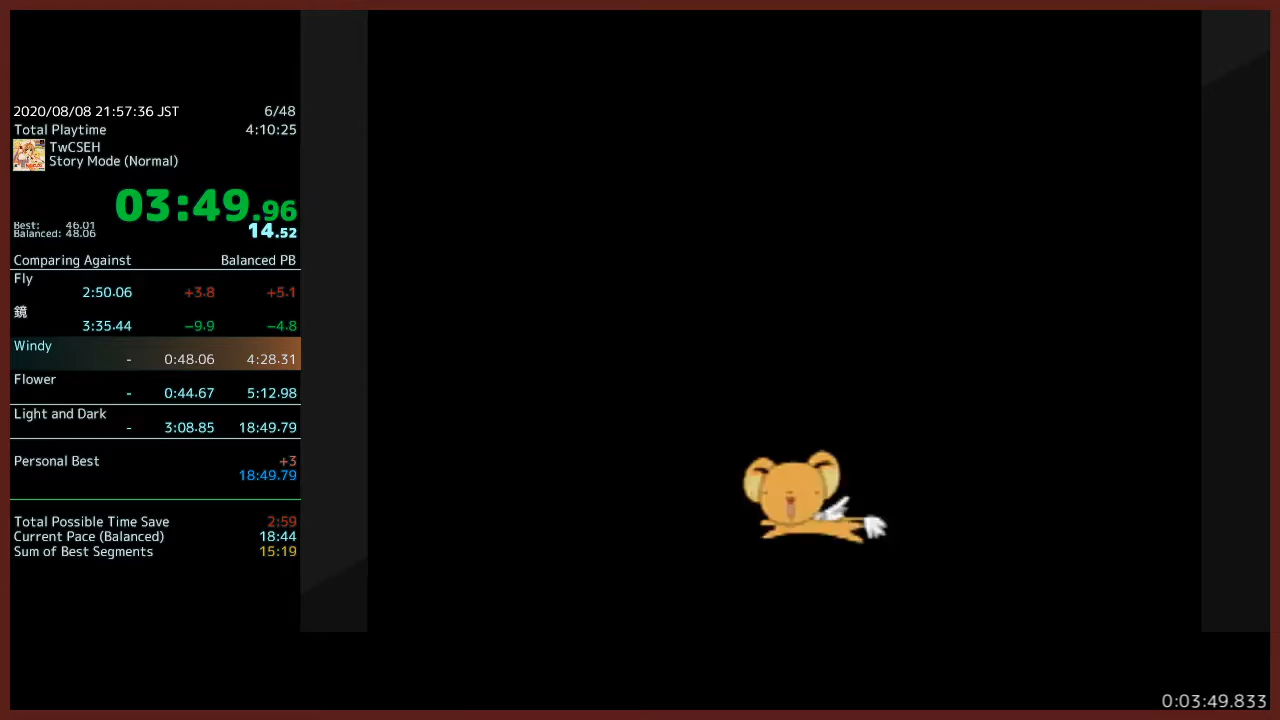 2020/08/08 21:57:36 JST 6/48
Total Playtime 4:10:25
TwCSEH
Story Mode (Normal)
03:49.96
Best: 46.01
Balanced: 48.06
14.52
Comparing Against Balanced PB
Fly
2:50.06 +3.8 +5.1
鏡
3:35.44 −9.9 −4.8
Windy
- 0:48.06 4:28.31
Flower
- 0:44.67 5:12.98
Light and Dark
- 3:08.85 18:49.79
Personal Best +3
18:49.79
Total Possible Time Save 2:59
Current Pace (Balanced) 18:44
Sum of Best Segments 15:19
0:03:49.833